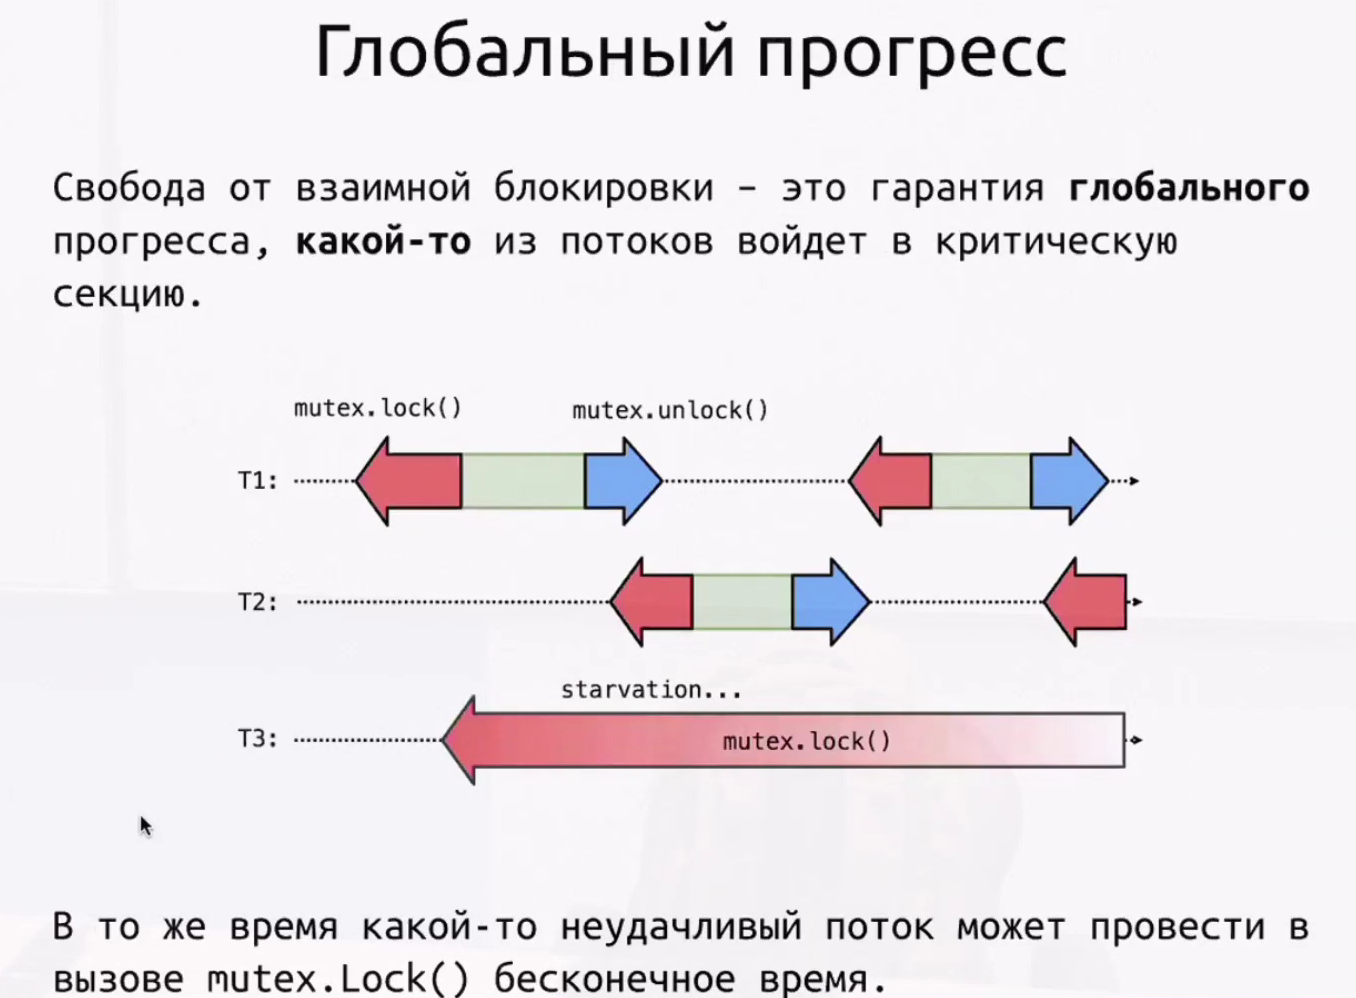 Глобальный прогресс
Свобода от взаимной блокировки – это гарантия глобального
прогресса, какой-то из потоков войдет в критическую
секцию.
mutex.lock() mutex.unlock()
T1:
T2:
starvation...
T3: mutex.lock()
В то же время какой-то неудачливый поток может провести в
вызове mutex.Lock() бесконечное время.